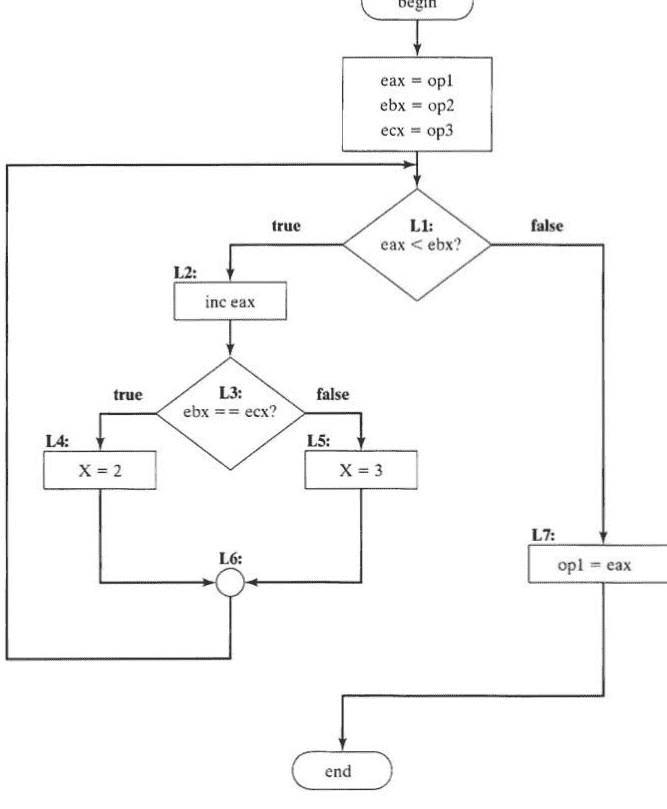 begin
eax = op1
ebx = op2
ecx = op3
true
L1:
false
eax < ebx?
L2:
inc eax
true
L3:
false
ebx == ecx?
L4:
X = 2
L5:
X = 3
L6:
L7:
op1 = eax
end